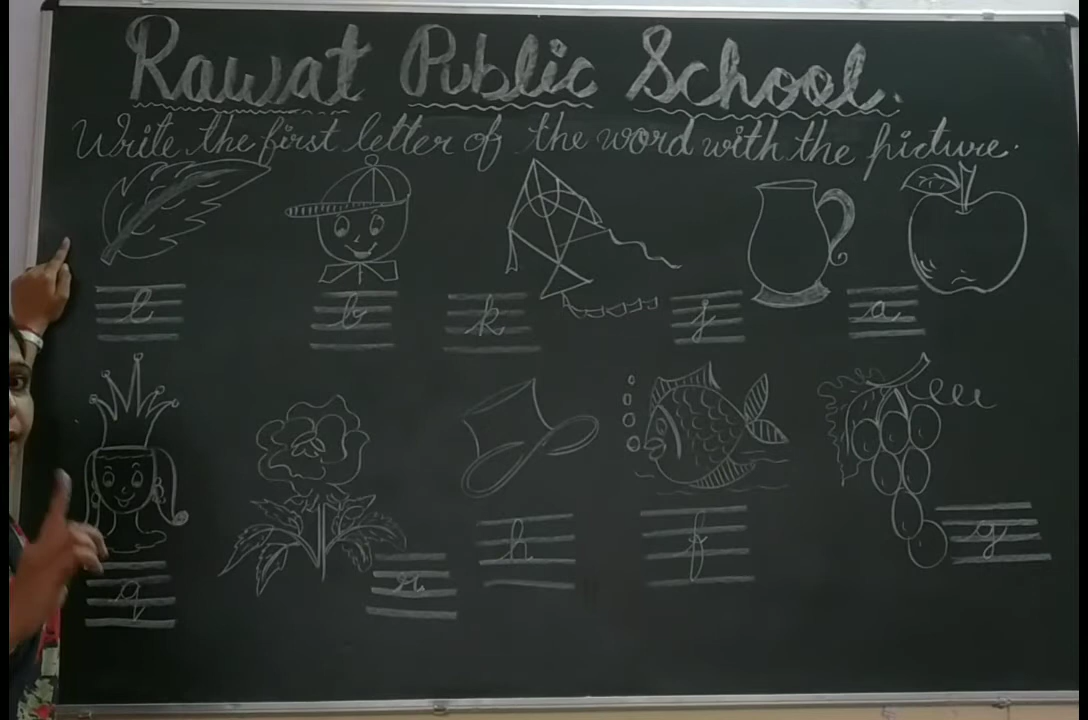 Rawat Public School.
Write the first letter of the word with the picture.
l b k j a
q r h f g